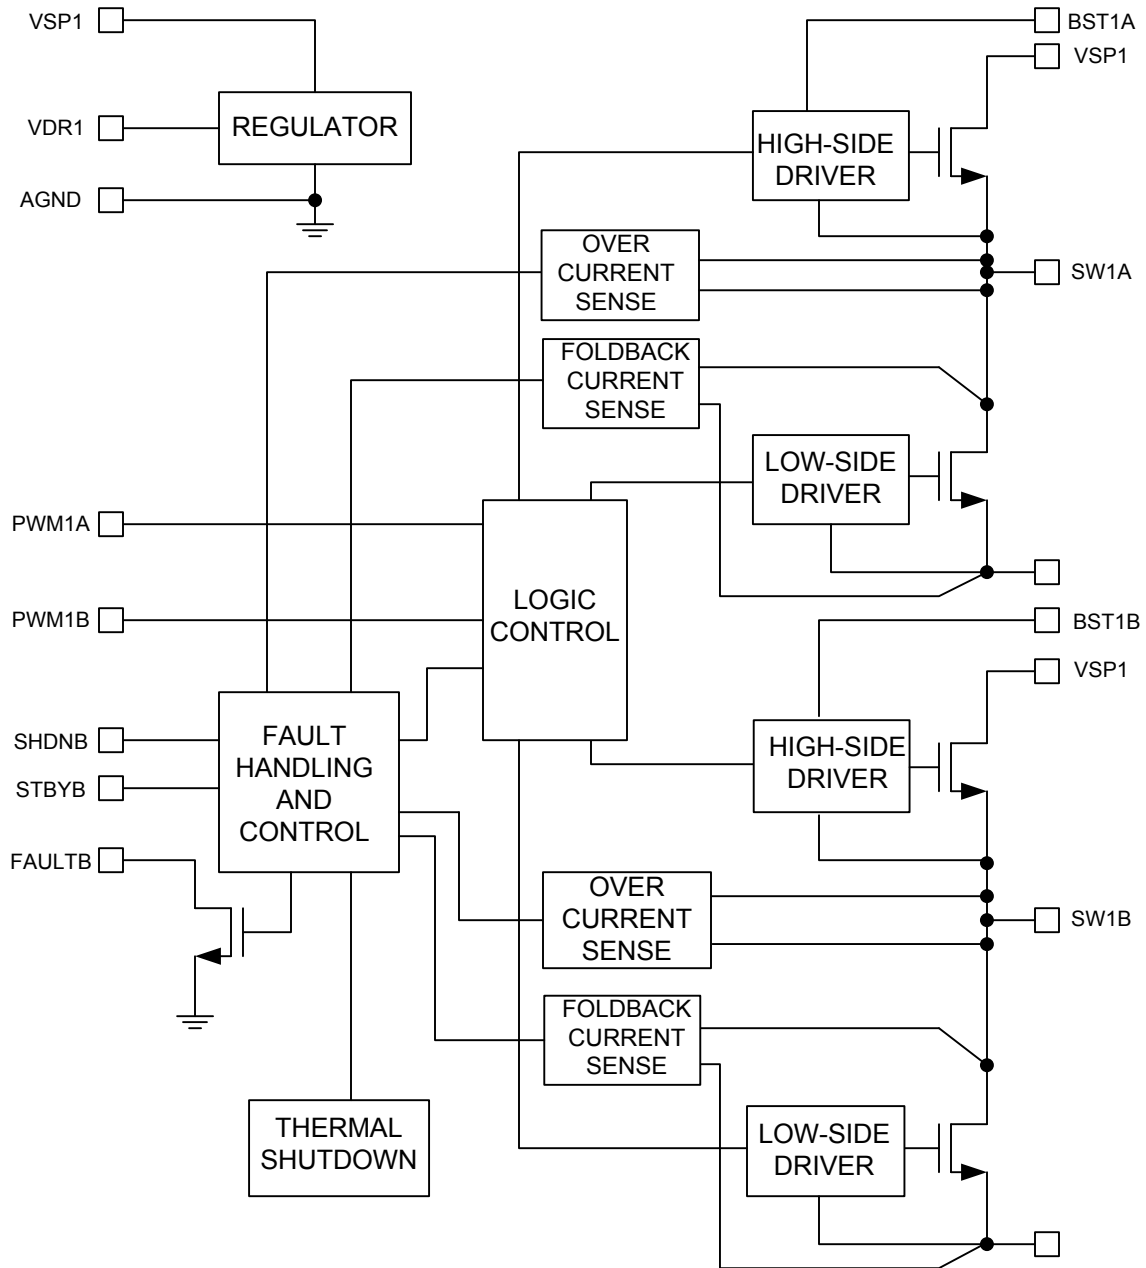 VSP1
BST1A
VSP1
VDR1
REGULATOR
HIGH-SIDE
DRIVER
AGND
OVER
CURRENT
SENSE
SW1A
FOLDBACK
CURRENT
SENSE
LOW-SIDE
DRIVER
PWM1A
LOGIC
CONTROL
PWM1B
BST1B
VSP1
SHDNB
STBYB
FAULTB
FAULT
HANDLING
AND
CONTROL
HIGH-SIDE
DRIVER
OVER
CURRENT
SENSE
SW1B
FOLDBACK
CURRENT
SENSE
THERMAL
SHUTDOWN
LOW-SIDE
DRIVER